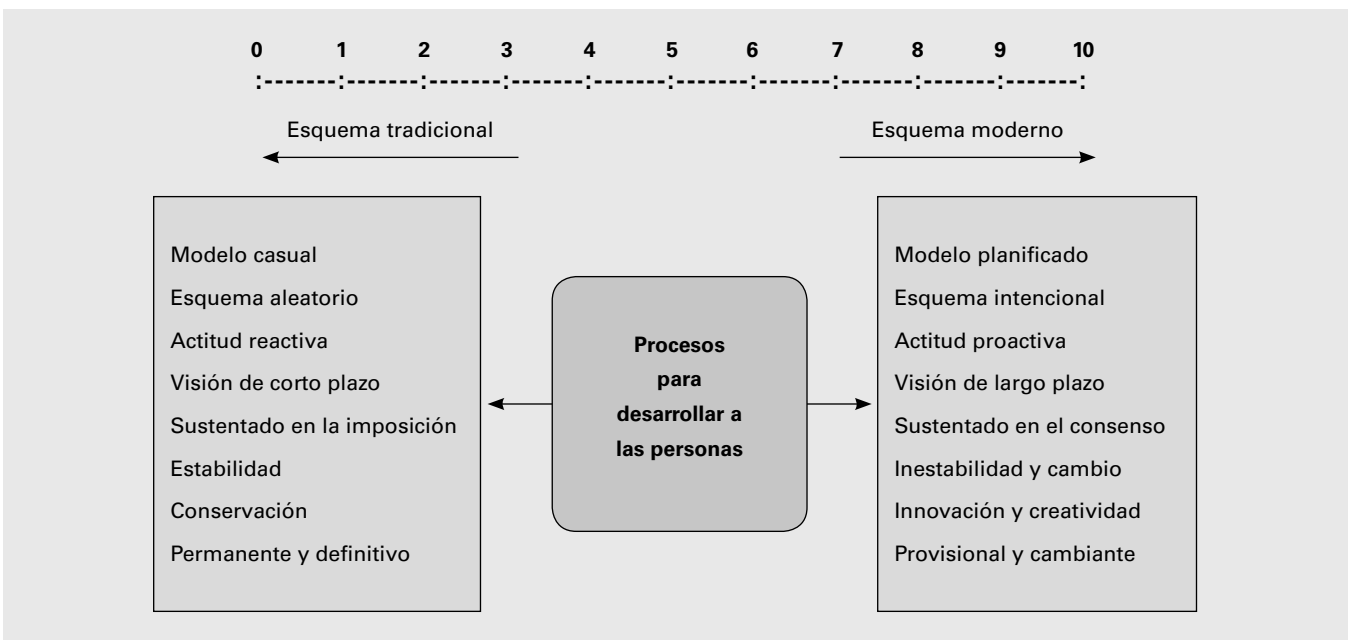 0 1 2 3 4 5 6 7 8 9 10
:-------:-------:-------:-------:-------:-------:-------:-------:-------:-------:
Esquema tradicional
Esquema moderno
Modelo casual
Esquema aleatorio
Actitud reactiva
Visión de corto plazo
Sustentado en la imposición
Estabilidad
Conservación
Permanente y definitivo
Procesos
para
desarrollar a
las personas
Modelo planificado
Esquema intencional
Actitud proactiva
Visión de largo plazo
Sustentado en el consenso
Inestabilidad y cambio
Innovación y creatividad
Provisional y cambiante